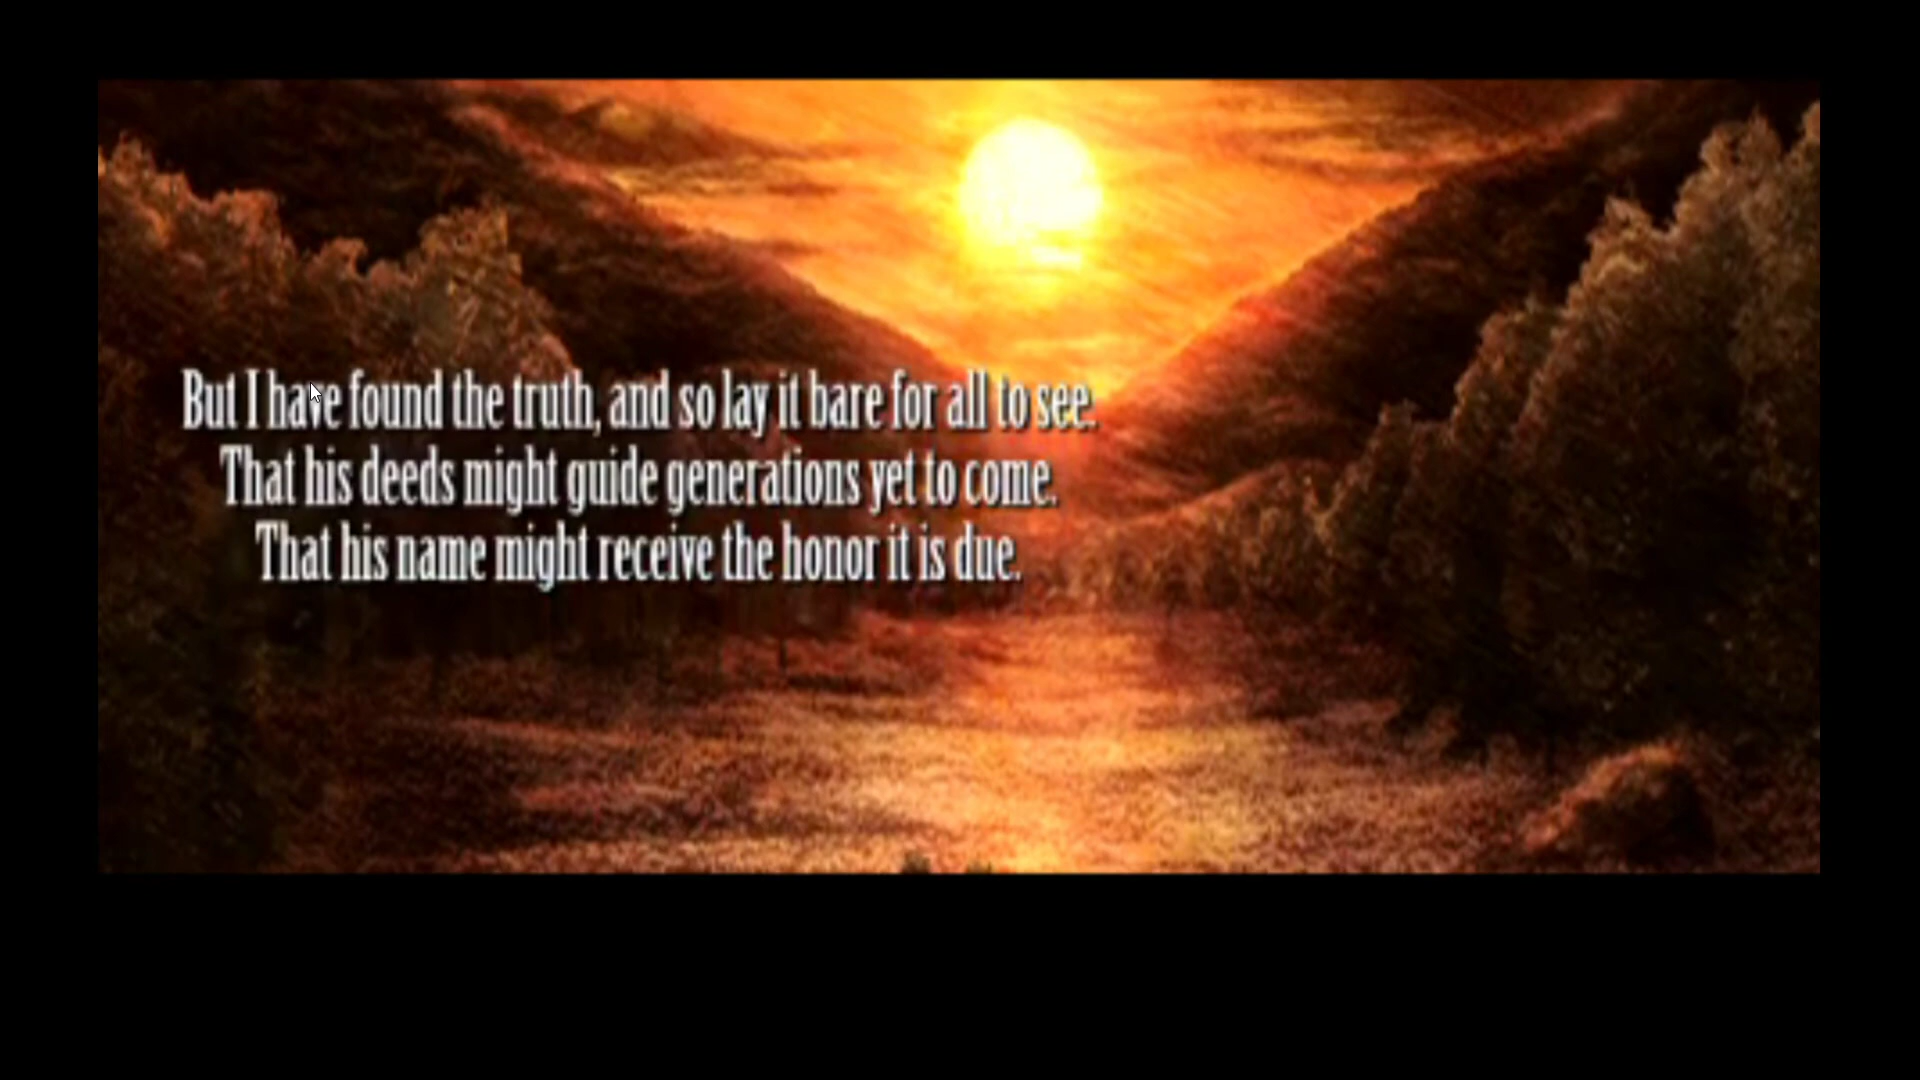 But I have found the truth, and so lay it bare for all to see.
That his deeds might guide generations yet to come.
That his name might receive the honor it is due.